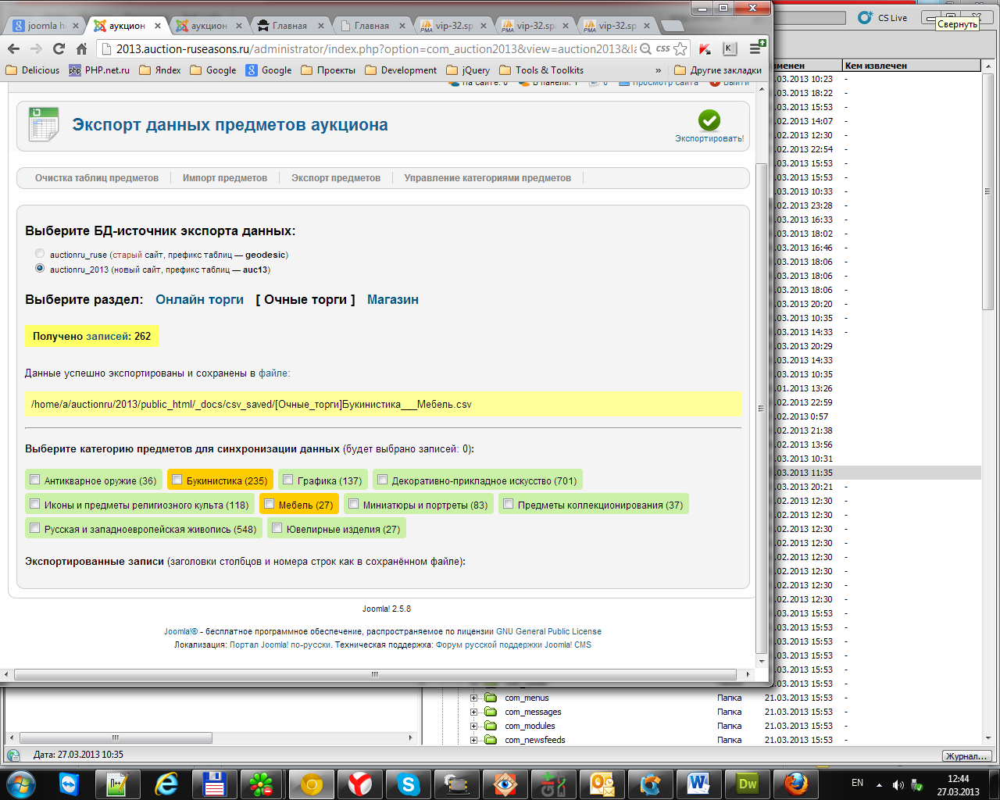 joomla h
аукцион
аукцион
Главная
Главная
vip-32.sp
vip-32.sp
vip-32.sp
CS Live
Свернуть
2013.auction-ruseasons.ru/administrator/index.php?option=com_auction2013&view=auction2013&la
css
Delicious
php PHP.net.ru
Яndex
Google
Google
Проекты
Development
jQuery
Tools & Toolkits
»
Другие закладки
На сайте: 0
В панели: 1
0
Просмотр сайта
Выйти
Экспорт данных предметов аукциона
Экспортировать!
Очистка таблиц предметов
Импорт предметов
Экспорт предметов
Управление категориями предметов
Выберите БД-источник экспорта данных:
auctionru_ruse (старый сайт, префикс таблиц — geodesic)
auctionru_2013 (новый сайт, префикс таблиц — auc13)
Выберите раздел: Онлайн торги [ Очные торги ] Магазин
Получено записей: 262
Данные успешно экспортированы и сохранены в файле:
/home/a/auctionru/2013/public_html/_docs/csv_saved/[Очные_торги]Букинистика___Мебель.csv
Выберите категорию предметов для синхронизации данных (будет выбрано записей: 0):
Антикварное оружие (36)
Букинистика (235)
Графика (137)
Декоративно-прикладное искусство (701)
Иконы и предметы религиозного культа (118)
Мебель (27)
Миниатюры и портреты (83)
Предметы коллекционирования (37)
Русская и западноевропейская живопись (548)
Ювелирные изделия (27)
Экспортированные записи (заголовки столбцов и номера строк как в сохранённом файле):
Joomla! 2.5.8
Joomla!® - бесплатное программное обеспечение, распространяемое по лицензии GNU General Public License
Локализация: Портал Joomla! по-русски. Техническая поддержка: Форум русской поддержки Joomla! CMS
менен
Кем извлечен
.03.2013 10:23 -
.03.2013 18:22 -
.03.2013 15:53 -
.02.2013 14:07 -
.02.2013 12:30 -
.02.2013 22:54 -
.03.2013 15:53 -
.03.2013 15:53 -
.03.2013 10:33 -
.02.2013 23:28 -
.03.2013 16:33 -
.03.2013 18:02 -
.03.2013 16:46 -
.03.2013 18:06 -
.03.2013 18:06 -
.03.2013 18:06 -
.03.2013 20:20 -
.03.2013 10:35 -
.03.2013 14:33 -
.03.2013 20:29
.03.2013 14:33
.03.2013 10:35
.01.2013 13:26
.03.2013 22:59
.02.2013 0:57
.02.2013 21:38
.02.2013 13:56
.03.2013 10:31
.03.2013 11:35
.03.2013 20:21 -
.02.2013 12:30 -
.02.2013 12:30 -
.02.2013 12:30 -
.02.2013 12:30 -
.02.2013 12:30 -
.02.2013 12:30 -
.02.2013 12:30 -
.02.2013 12:30 -
.03.2013 15:53 -
.03.2013 15:53 -
.03.2013 15:53 -
.03.2013 15:53 -
.03.2013 15:53 -
.03.2013 15:53 -
com_menus Папка 21.03.2013 15:53 -
com_messages Папка 21.03.2013 15:53 -
com_modules Папка 21.03.2013 15:53 -
com_newsfeeds Папка 21.03.2013 15:53 -
Дата: 27.03.2013 10:35
Журнал...
EN
12:44
27.03.2013